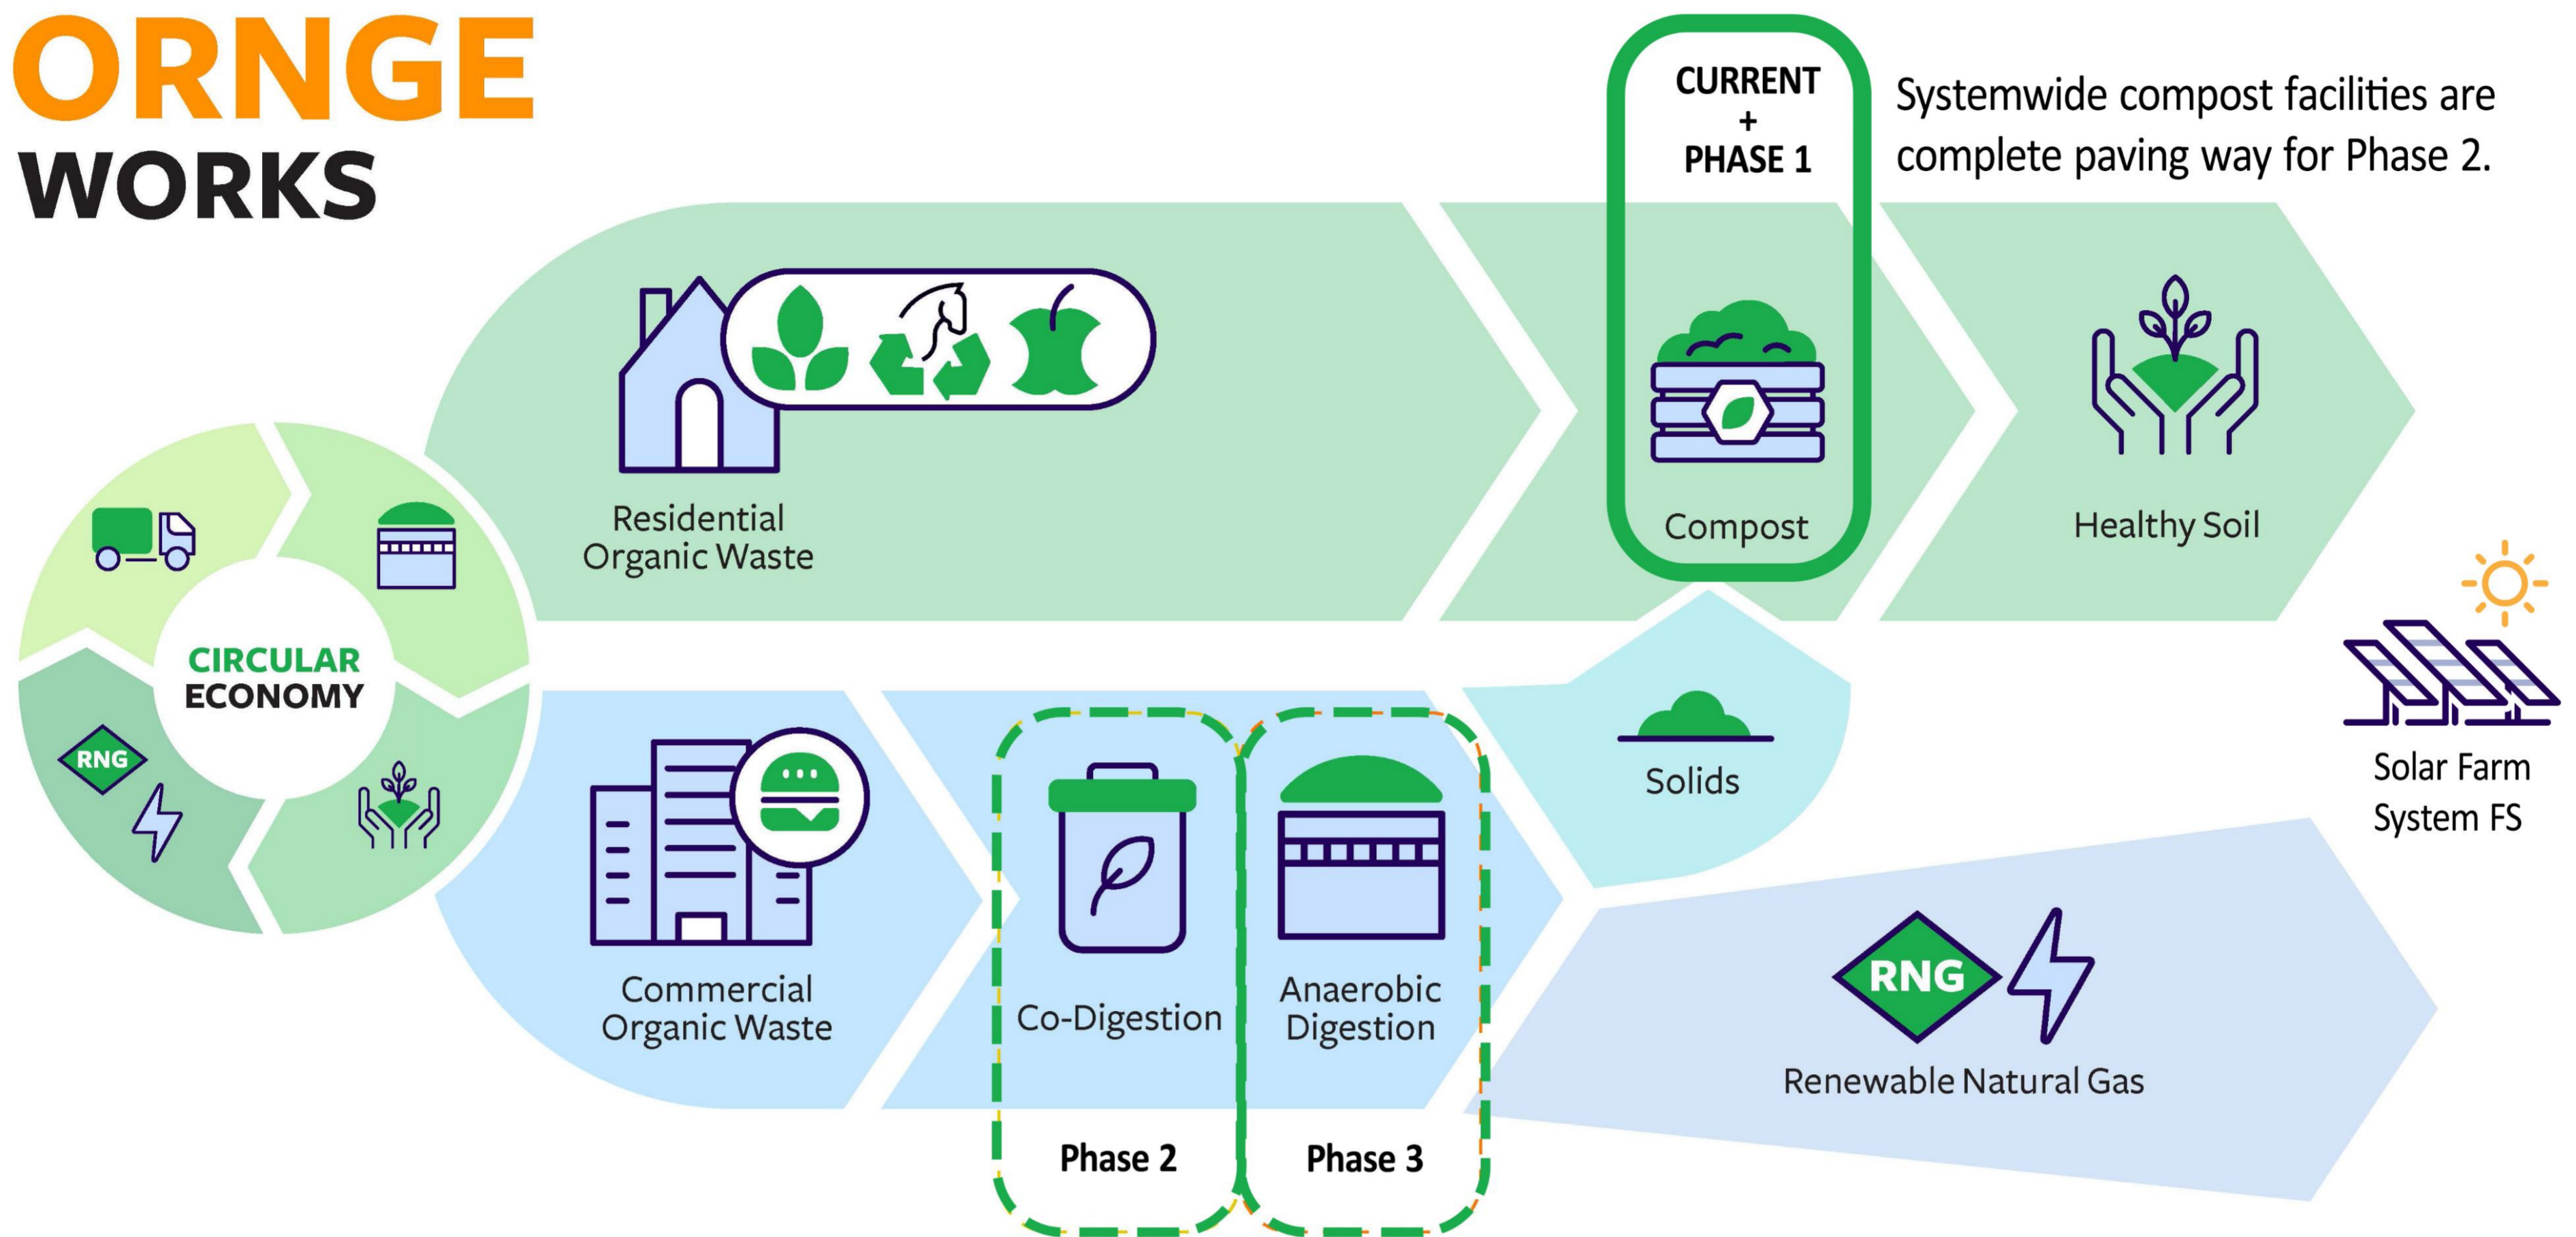 ORNGE
WORKS
CURRENT
+
PHASE 1
Systemwide compost facilities are
complete paving way for Phase 2.
Residential
Organic Waste
Compost
Healthy Soil
CIRCULAR
ECONOMY
RNG
Solids
Solar Farm
System FS
Commercial
Organic Waste
Co-Digestion
Anaerobic
Digestion
RNG
Renewable Natural Gas
Phase 2
Phase 3